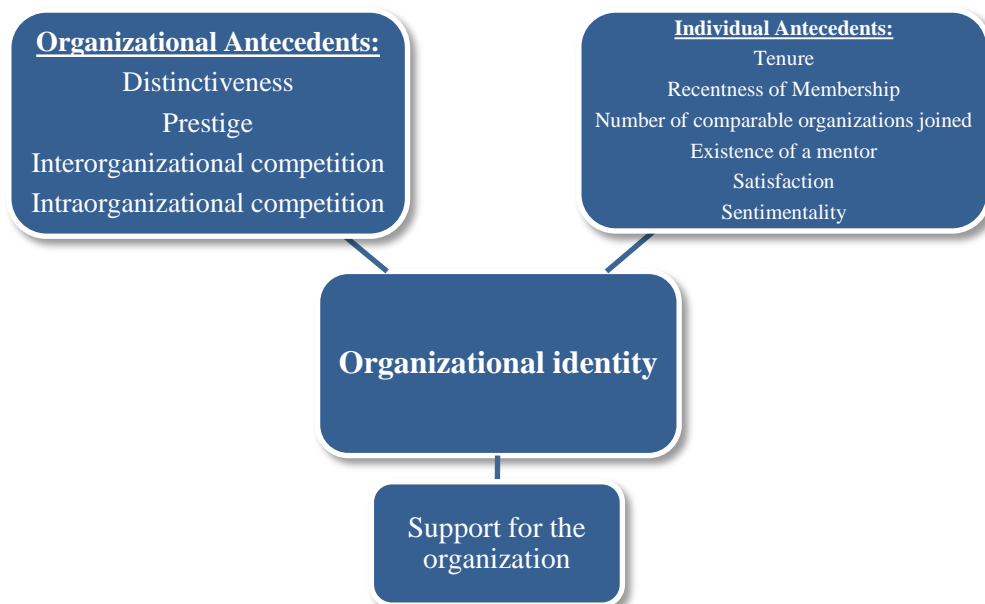 Organizational Antecedents:
Distinctiveness
Prestige
Interorganizational competition
Intraorganizational competition
Individual Antecedents:
Tenure
Recentness of Membership
Number of comparable organizations joined
Existence of a mentor
Satisfaction
Sentimentality
Organizational identity
Support for the
organization